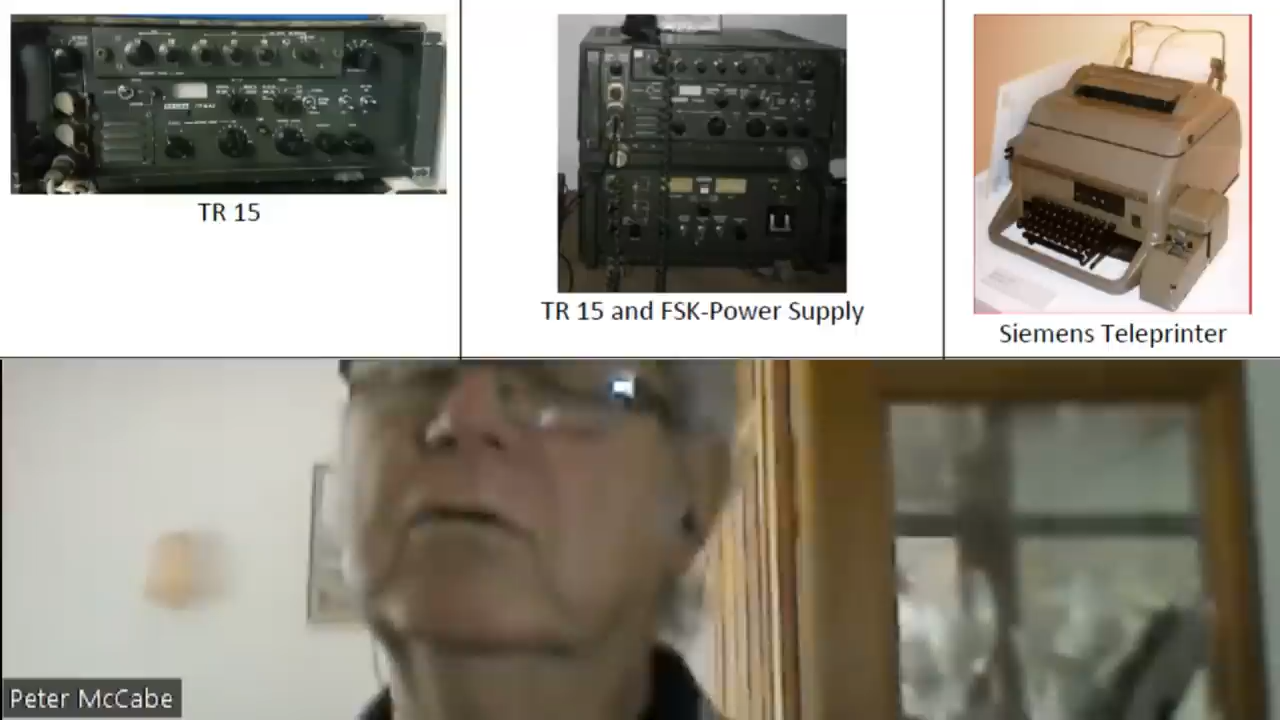 TR 15
TR 15 and FSK-Power Supply
Siemens Teleprinter
Peter McCabe